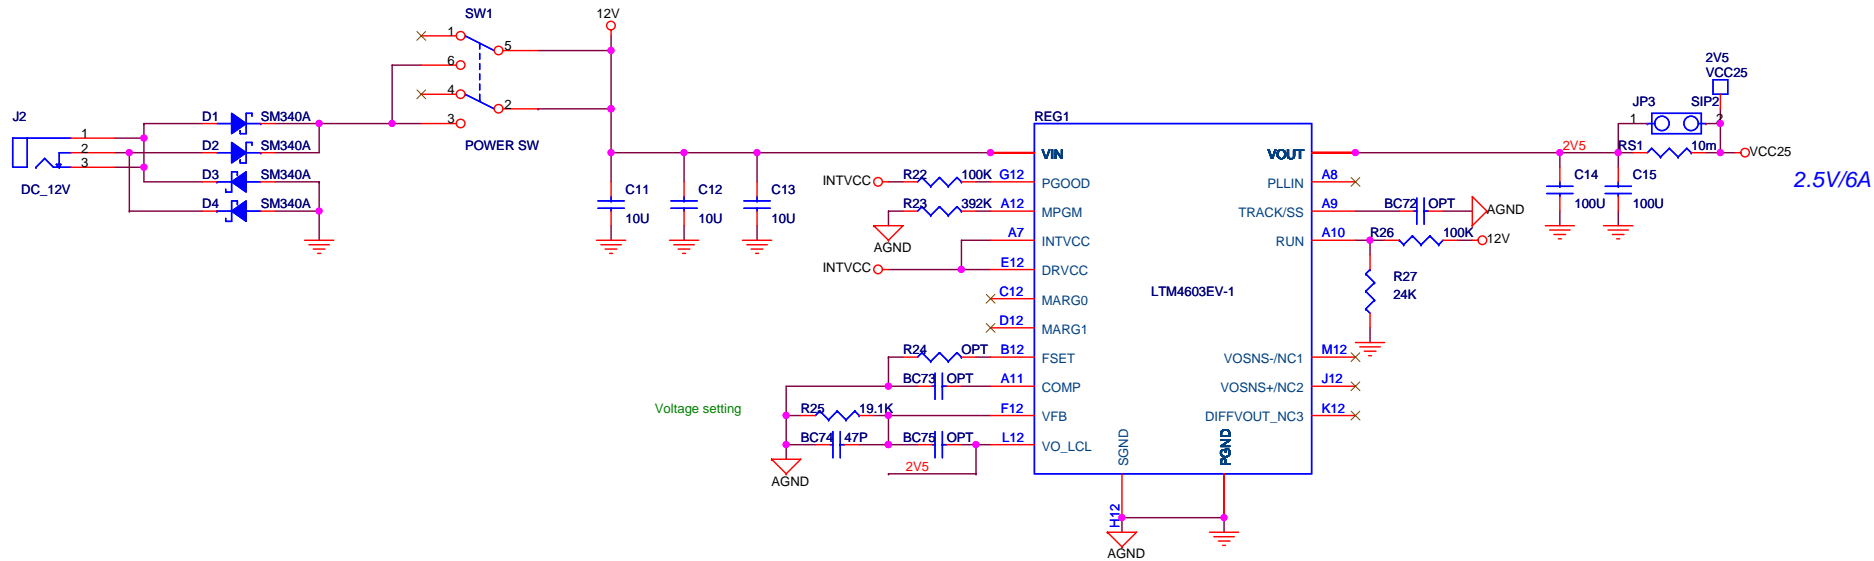 SW1
12V
1
5
6
4
2
3
POWER SW
J2
1
2
3
DC_12V
D1 SM340A
D2 SM340A
D3 SM340A
D4 SM340A
C11
10U
C12
10U
C13
10U
REG1
LTM4603EV-1
VIN
INTVCC R22 100K G12 PGOOD
R23 392K A12 MPGM
AGND
A7 INTVCC
INTVCC E12 DRVCC
C12 MARG0
D12 MARG1
R24 OPT B12 FSET
BC73 OPT A11 COMP
Voltage setting
R25 19.1K F12 VFB
BC74 47P BC75 OPT L12 VO_LCL
2V5
AGND
SGND
PGND
H12
AGND
VOUT
PLLIN A8
TRACK/SS A9 BC72 OPT AGND
RUN A10 R26 100K 12V
R27
24K
VOSNS-/NC1 M12
VOSNS+/NC2 J12
DIFFVOUT_NC3 K12
2V5
VCC25
JP3 SIP2
1 2
2V5 RS1 10m VCC25
C14
100U
C15
100U
2.5V/6A